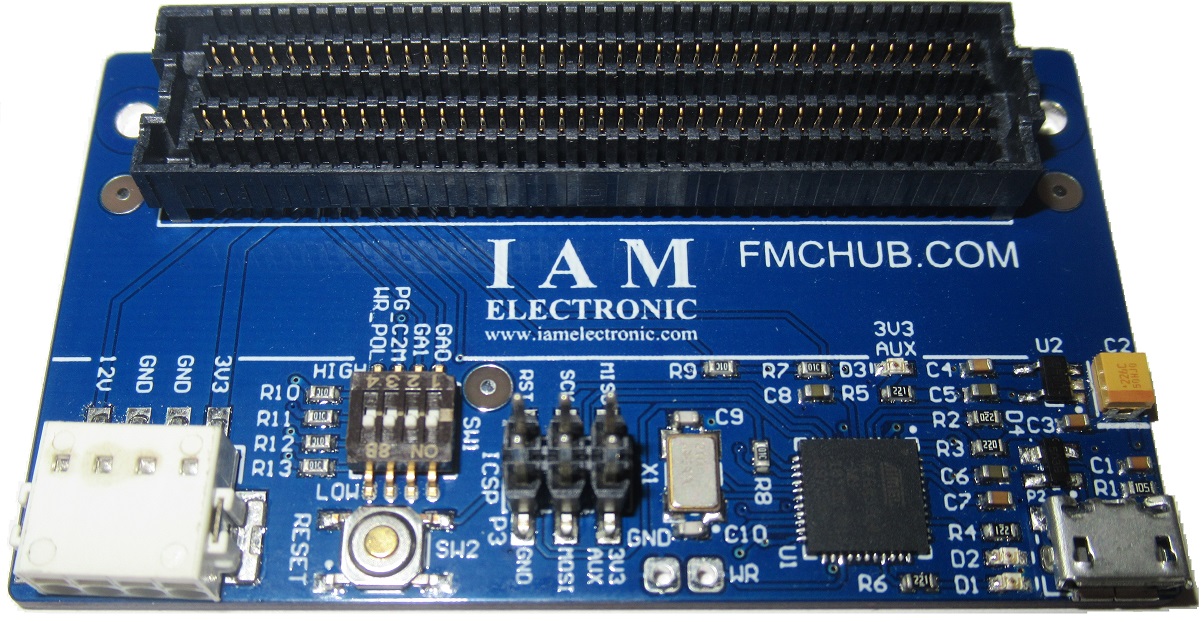 I A M
ELECTRONIC
www.iamelectronic.com
FMCHUB.COM
WR_POL
PG_C2M
GA1
GA0
12V
GND
GND
3V3
HIGH
R10
R11
R12
R13
LOW
1234
ON
SW1
RESET
SW2
RST
SCK
MISO
ICSP_P3
GND
MOSI
3V3
AUX
R9
C9
X1
R8
C10
GND
WR
R7
C8
D3
R5
3V3
AUX
U1
R6
C4
C5
R2
R3
C6
C7
R4
D2
D1
U2
C2
D4
C3
C1
R1
P2